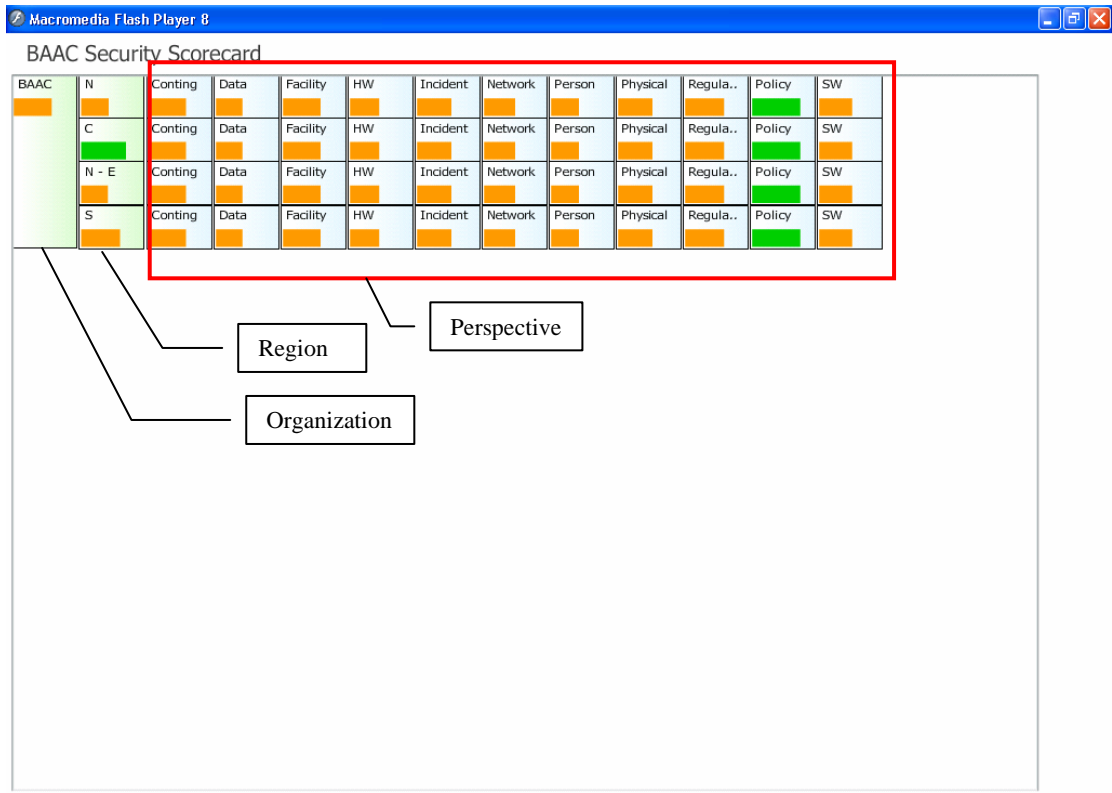 Macromedia Flash Player 8
BAAC Security Scorecard
BAAC N Conting Data Facility HW Incident Network Person Physical Regula.. Policy SW
C Conting Data Facility HW Incident Network Person Physical Regula.. Policy SW
N - E Conting Data Facility HW Incident Network Person Physical Regula.. Policy SW
S Conting Data Facility HW Incident Network Person Physical Regula.. Policy SW
Perspective
Region
Organization